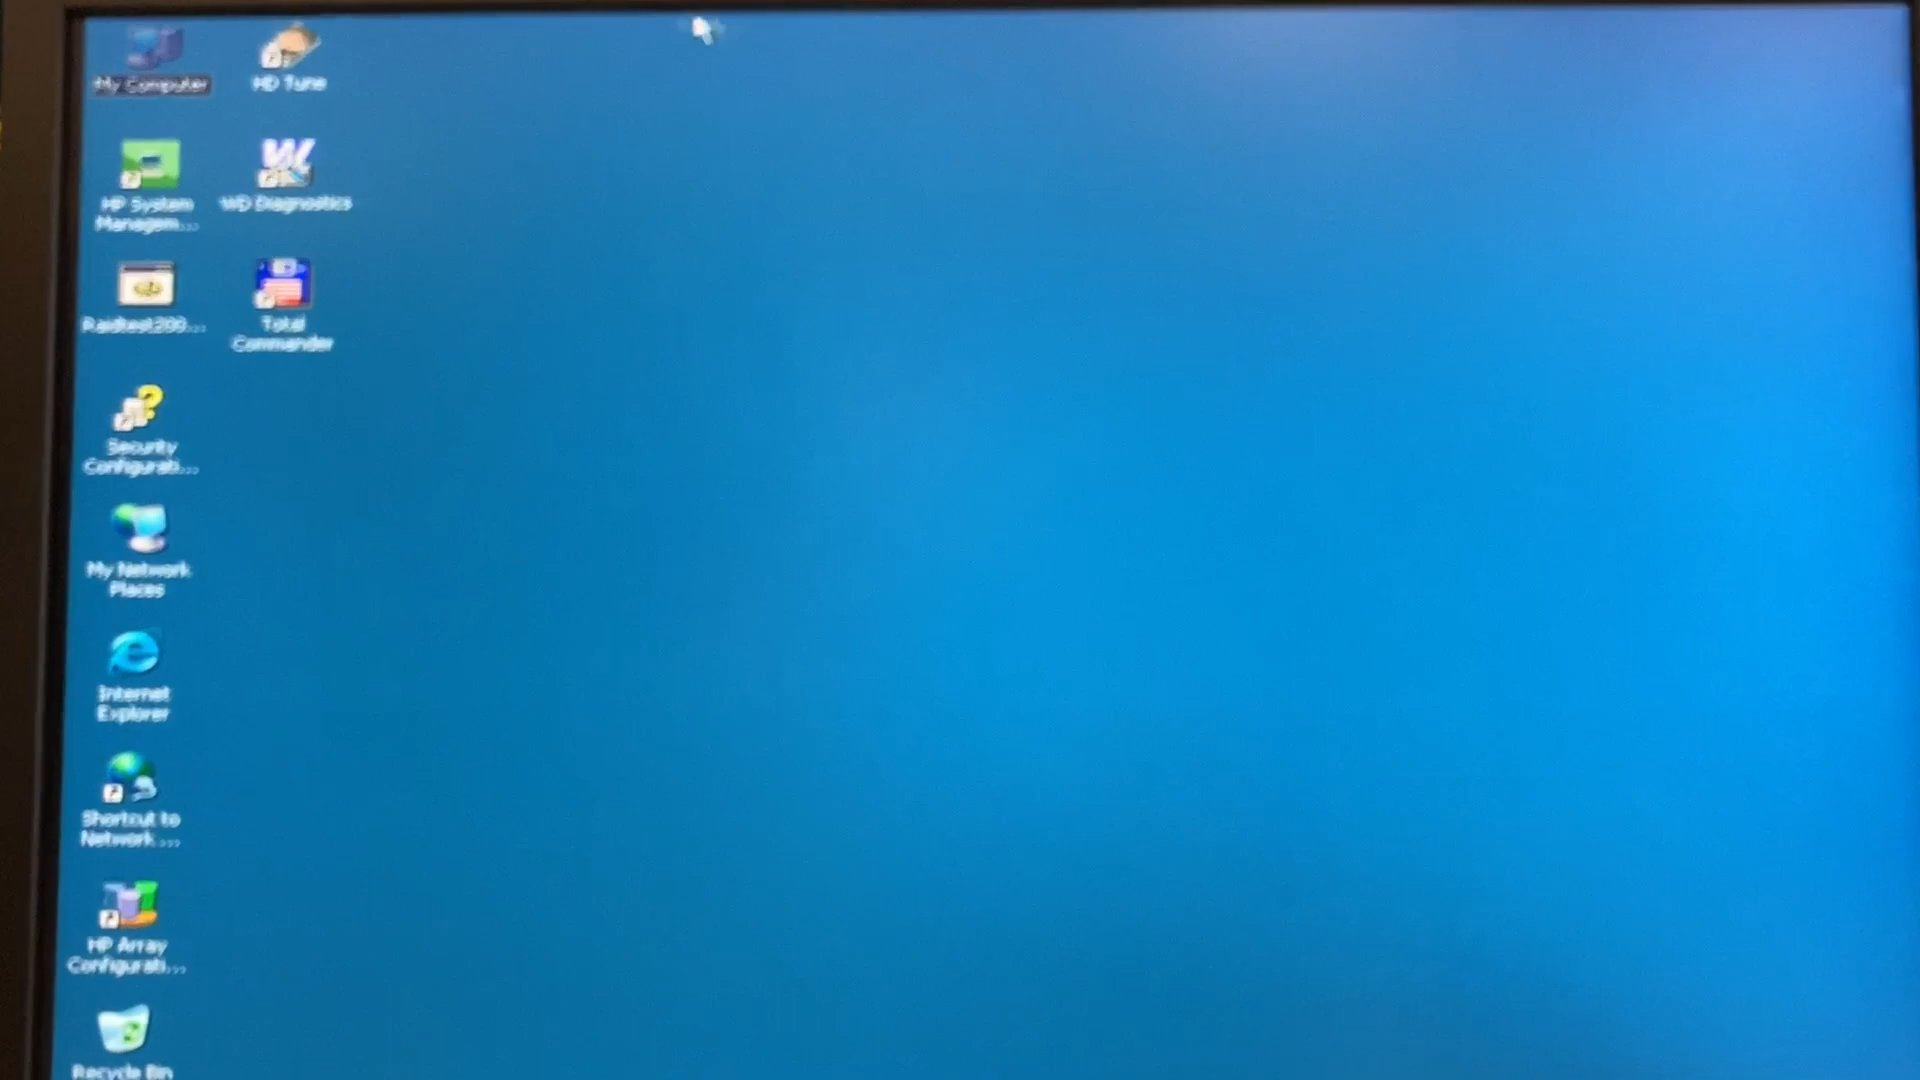 My Computer
HD Tune
HP System
Managem...
WD Diagnostics
Raidtest200...
Total
Commander
Security
Configurati...
My Network
Places
Internet
Explorer
Shortcut to
Network ...
HP Array
Configurati...
Recycle Bin